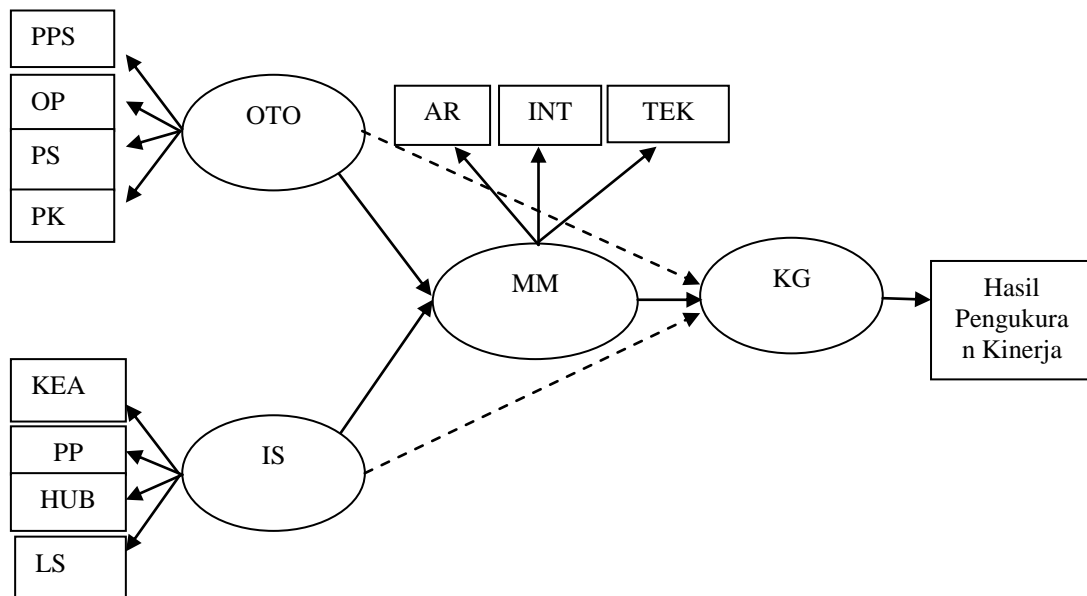 PPS
OP
PS
PK
OTO
AR
INT
TEK
MM
KG
Hasil
Pengukura
n Kinerja
KEA
PP
HUB
LS
IS